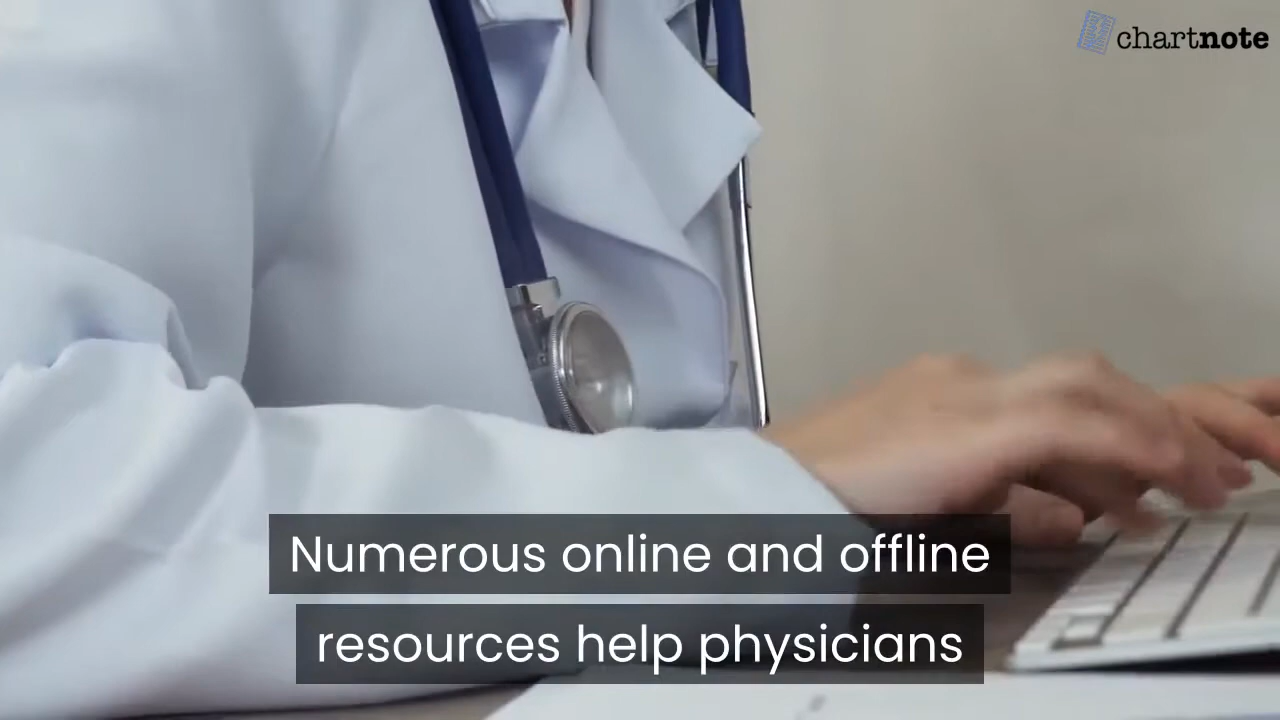 chartnote
Numerous online and offline
resources help physicians